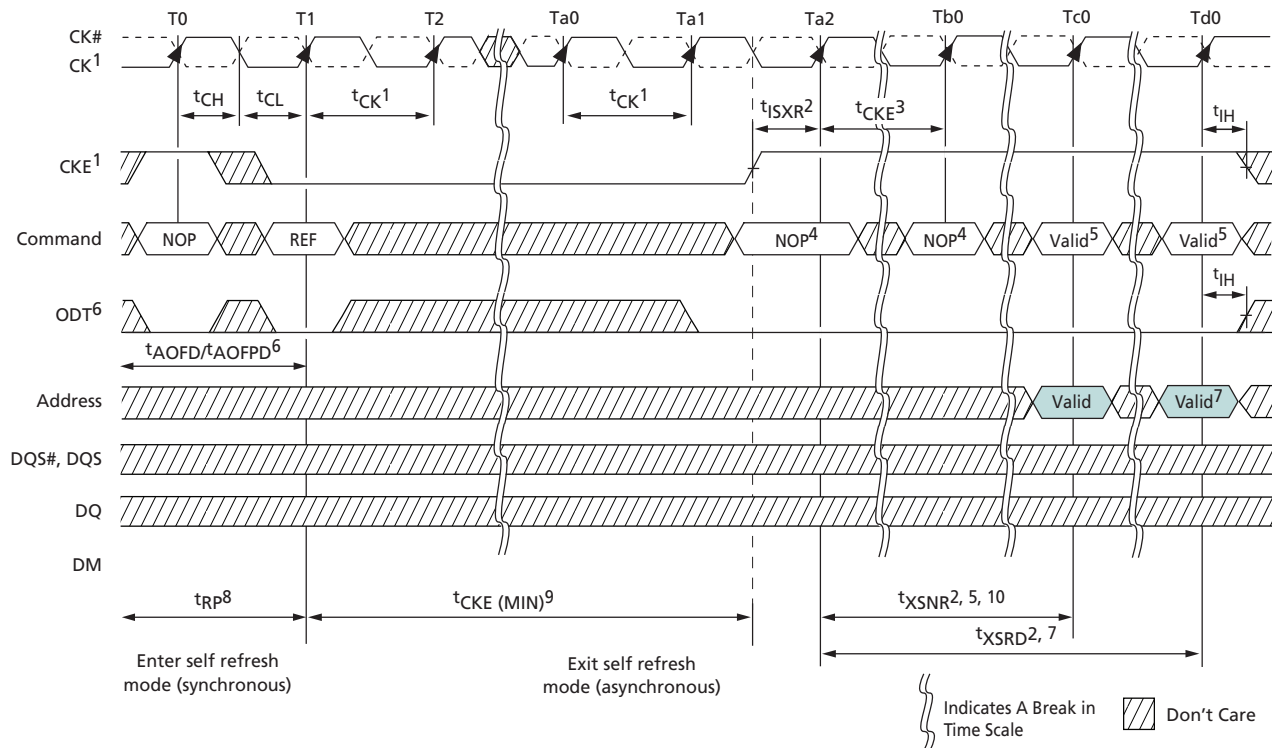 T0 T1 T2 Ta0 Ta1 Ta2 Tb0 Tc0 Td0
CK#
CK1
tCH tCL tCK1 tCK1 tISXR2 tCKE3 tIH
CKE1
Command NOP REF NOP4 NOP4 Valid5 Valid5
tIH
ODT6
tAOFD/tAOFPD6
Address Valid Valid7
DQS#, DQS
DQ
DM
tRP8 tCKE (MIN)9 tXSNR2, 5, 10
tXSRD2, 7
Enter self refresh
mode (synchronous)
Exit self refresh
mode (asynchronous)
Indicates A Break in
Time Scale
Don't Care